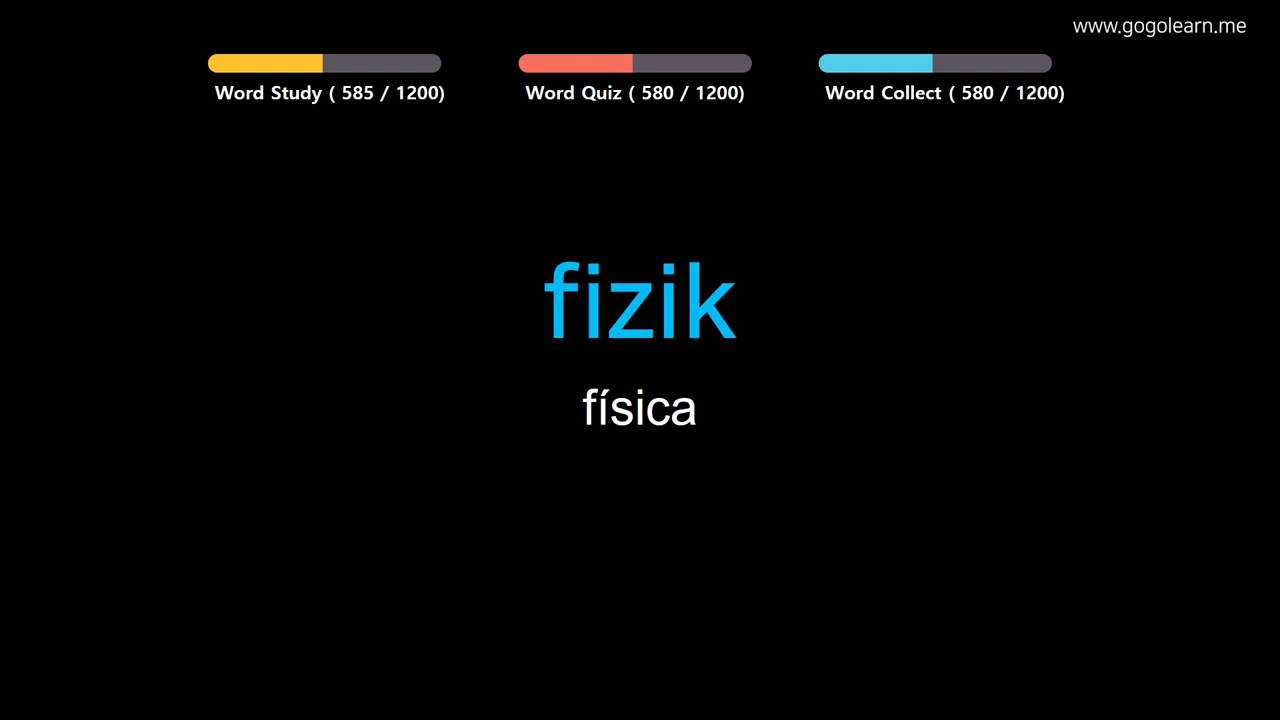 www.gogolearn.me
Word Study ( 585 / 1200)
Word Quiz ( 580 / 1200)
Word Collect ( 580 / 1200)
fizik
física